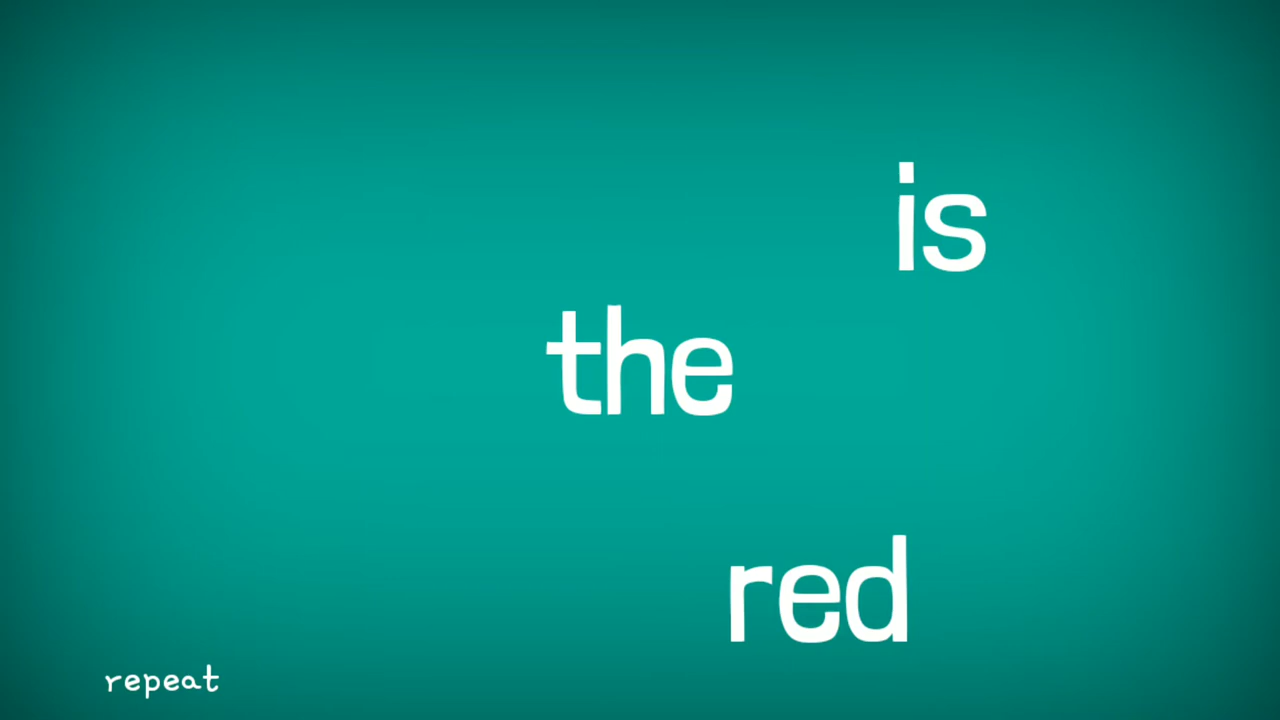 is
the
red
repeat